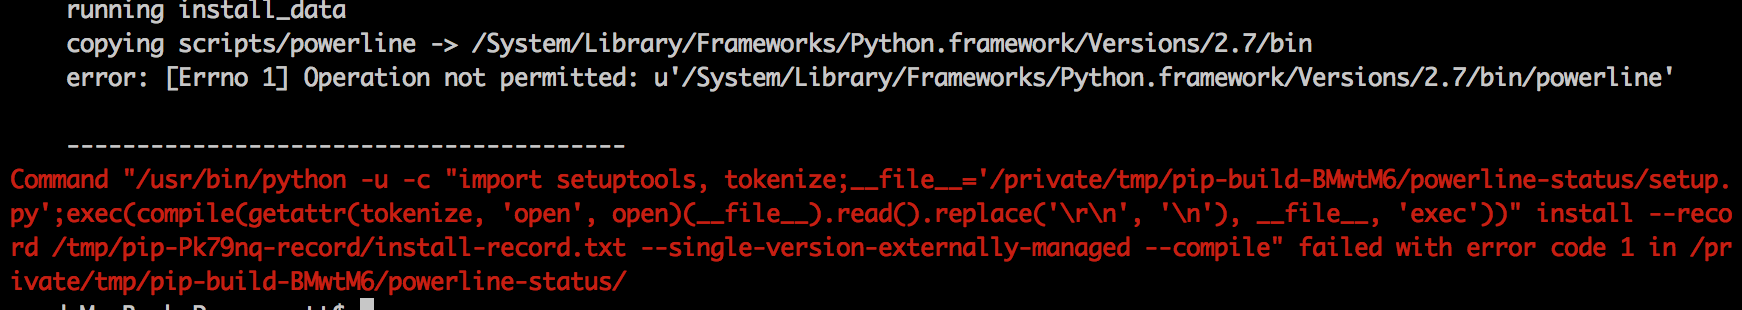 running install_data
copying scripts/powerline -> /System/Library/Frameworks/Python.framework/Versions/2.7/bin
error: [Errno 1] Operation not permitted: u'/System/Library/Frameworks/Python.framework/Versions/2.7/bin/powerline'
----------------------------------------
Command "/usr/bin/python -u -c "import setuptools, tokenize;__file__='/private/tmp/pip-build-BMwtM6/powerline-status/setup.
py';exec(compile(getattr(tokenize, 'open', open)(__file__).read().replace('\r\n', '\n'), __file__, 'exec'))" install --reco
rd /tmp/pip-Pk79nq-record/install-record.txt --single-version-externally-managed --compile" failed with error code 1 in /pr
ivate/tmp/pip-build-BMwtM6/powerline-status/